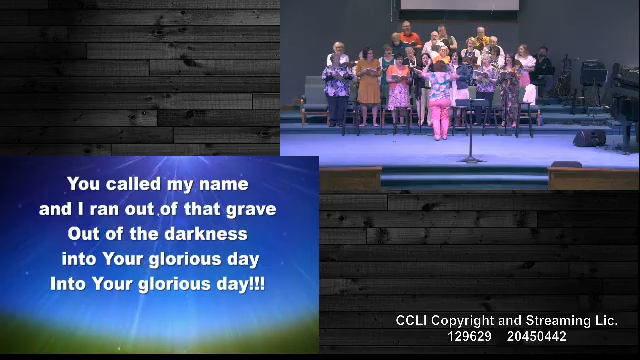 You called my name
and I ran out of that grave
Out of the darkness
into Your glorious day
Into Your glorious day!!!
CCLI Copyright and Streaming Lic.
129629 20450442